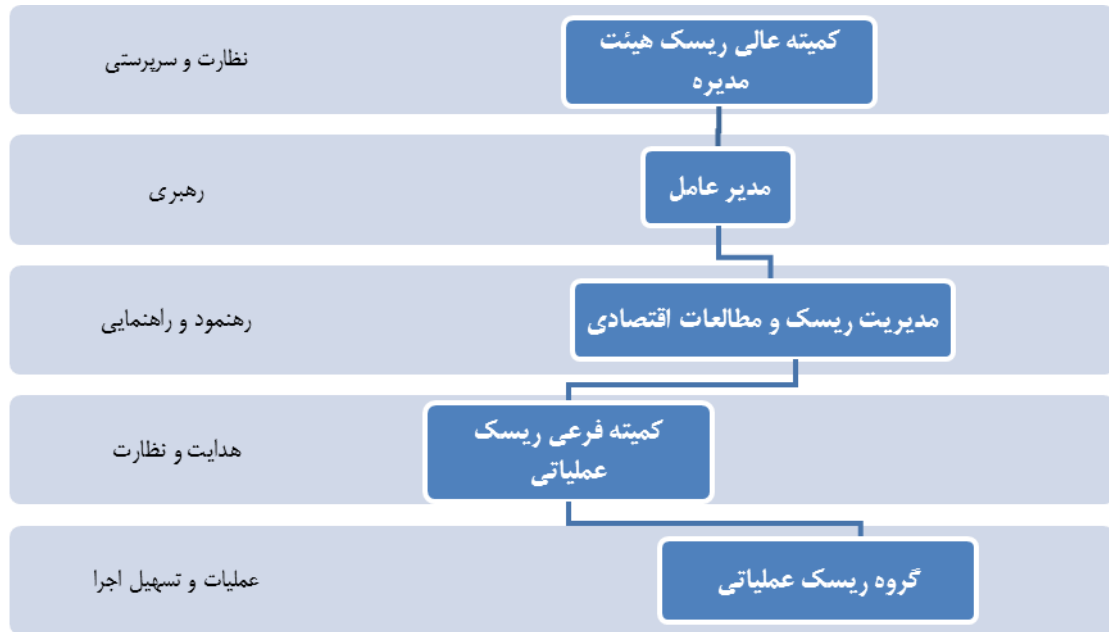 کمیته عالی ریسک هیئت
مدیره
نظارت و سرپرستی
مدیر عامل
رهبری
مدیریت ریسک و مطالعات اقتصادی
رهنمود و راهنمایی
کمیته فرعی ریسک
عملیاتی
هدایت و نظارت
گروه ریسک عملیاتی
عملیات و تسهیل اجرا